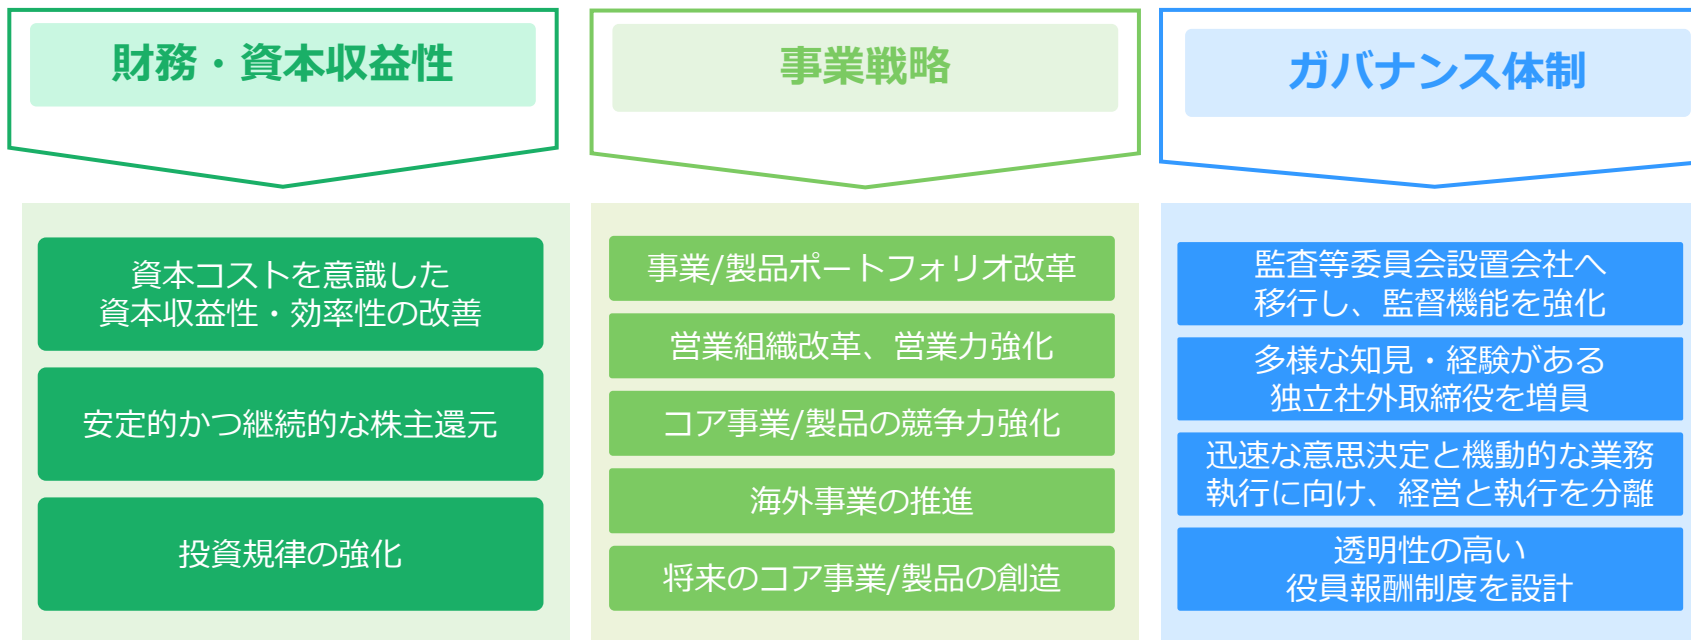 財務・資本収益性
資本コストを意識した
資本収益性・効率性の改善
安定的かつ継続的な株主還元
投資規律の強化
事業戦略
事業/製品ポートフォリオ改革
営業組織改革、営業力強化
コア事業/製品の競争力強化
海外事業の推進
将来のコア事業/製品の創造
ガバナンス体制
監査等委員会設置会社へ
移行し、監督機能を強化
多様な知見・経験がある
独立社外取締役を増員
迅速な意思決定と機動的な業務
執行に向け、経営と執行を分離
透明性の高い
役員報酬制度を設計